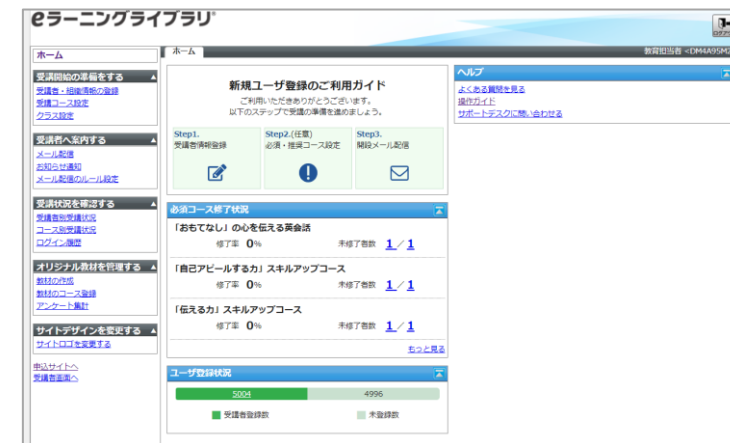 eラーニングライブラリ®
ログアウト
ホーム
ホーム
教育担当者 <DM4A95M2
受講開始の準備をする
受講者・組織情報の登録
受講コース設定
クラス設定
受講者へ案内する
メール配信
お知らせ通知
メール配信のルール設定
受講状況を確認する
受講者別受講状況
コース別受講状況
ログイン履歴
オリジナル教材を管理する
教材の作成
教材のコース登録
アンケート集計
サイトデザインを変更する
サイトロゴを変更する
申込サイトへ
受講者画面へ
新規ユーザ登録のご利用ガイド
ご利用いただきありがとうございます。
以下のステップで受講の準備を進めましょう。
Step1.
受講者情報登録
Step2.(任意)
必須・推奨コース設定
Step3.
開設メール配信
必須コース修了状況
「おもてなし」の心を伝える英会話
修了率 0% 未修了者数 1／1
「自己アピールする力」スキルアップコース
修了率 0% 未修了者数 1／1
「伝える力」スキルアップコース
修了率 0% 未修了者数 1／1
もっと見る
ユーザ登録状況
5004 4996
受講者登録数 未登録数
ヘルプ
よくある質問を見る
操作ガイド
サポートデスクに問い合わせる